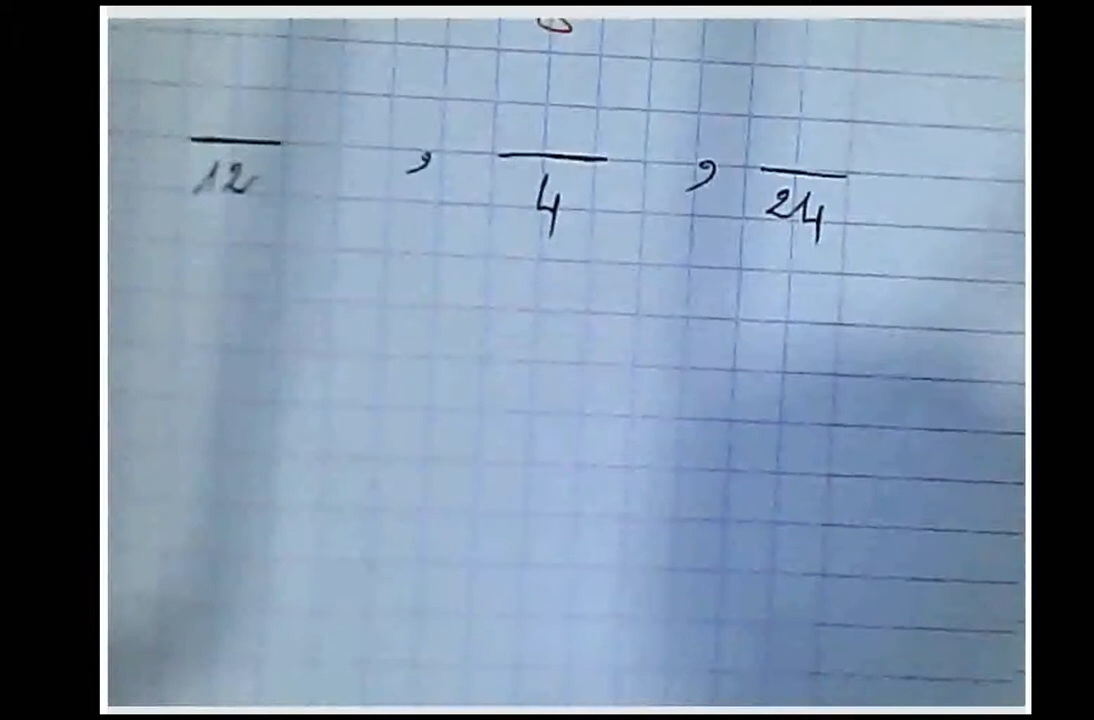 — , — , —
12 4 24